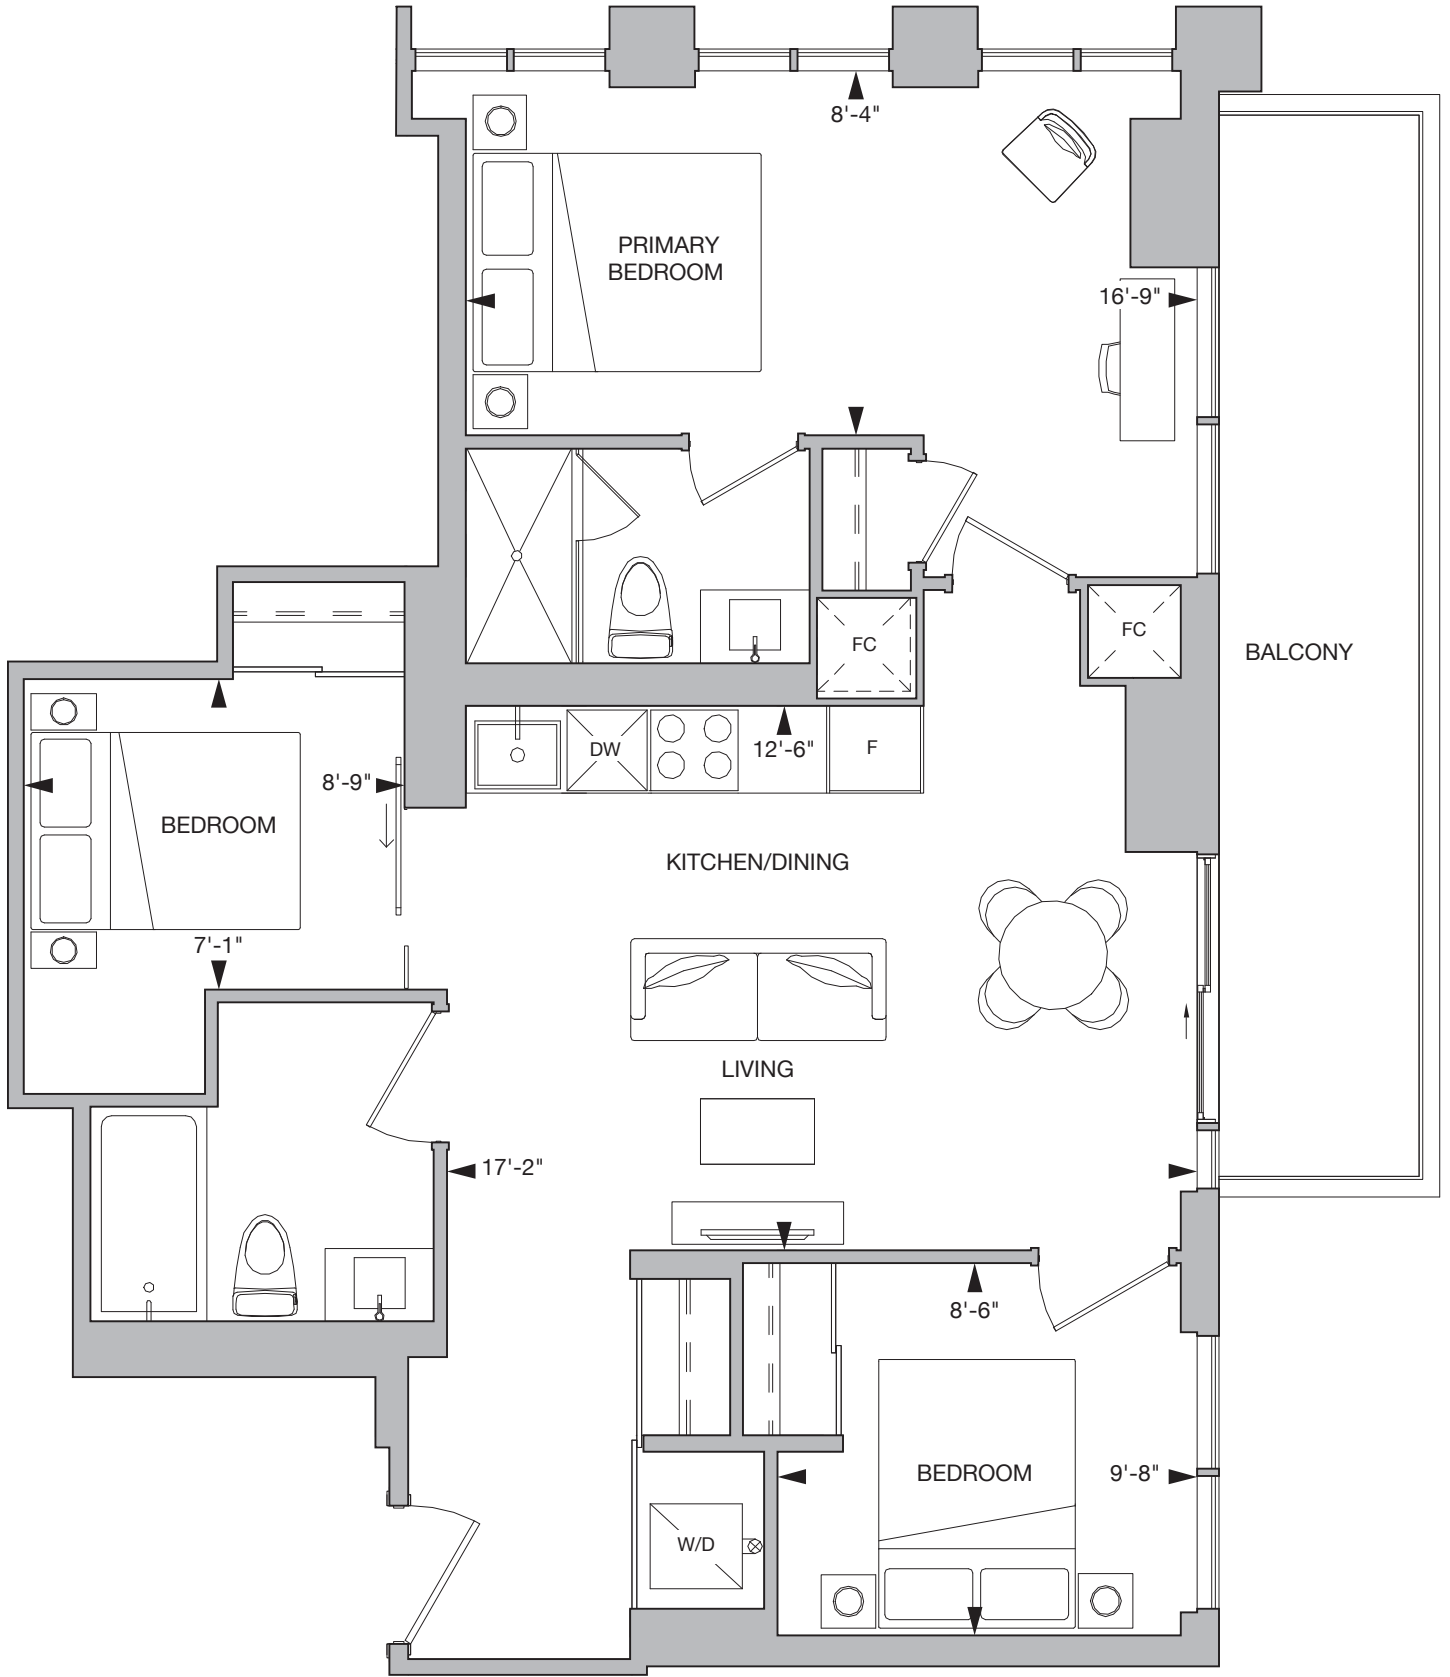 8'-4"
PRIMARY
BEDROOM
16'-9"
FC
FC
BALCONY
DW
12'-6"
F
8'-9"
BEDROOM
KITCHEN/DINING
7'-1"
LIVING
17'-2"
8'-6"
BEDROOM
9'-8"
W/D